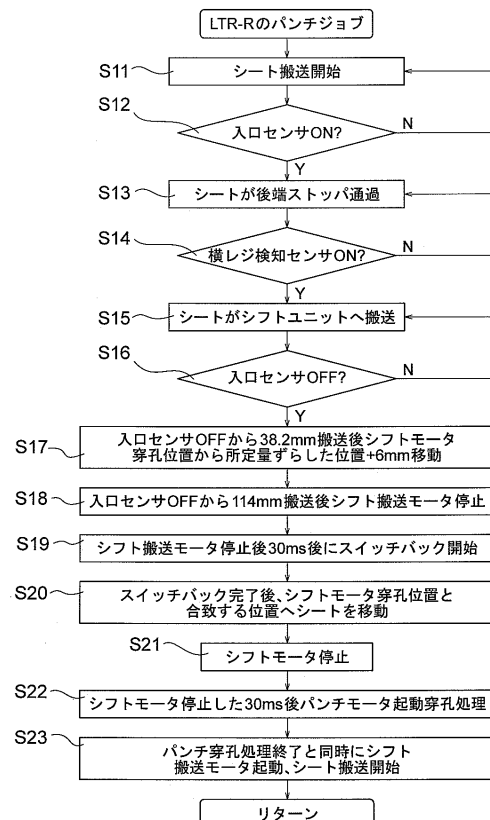 LTR-Rのパンチジョブ
S11
シート搬送開始
S12
入口センサON?
N
Y
S13
シートが後端ストッパ通過
S14
横レジ検知センサON?
N
Y
S15
シートがシフトユニットへ搬送
S16
入口センサOFF?
N
Y
S17
入口センサOFFから38.2mm搬送後シフトモータ
穿孔位置から所定量ずらした位置+6mm移動
S18
入口センサOFFから114mm搬送後シフト搬送モータ停止
S19
シフト搬送モータ停止後30ms後にスイッチバック開始
S20
スイッチバック完了後、シフトモータ穿孔位置と
合致する位置へシートを移動
S21
シフトモータ停止
S22
シフトモータ停止した30ms後パンチモータ起動穿孔処理
S23
パンチ穿孔処理終了と同時にシフト
搬送モータ起動、シート搬送開始
リターン